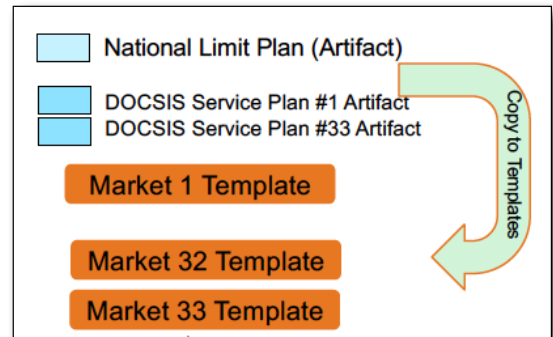 National Limit Plan (Artifact)
DOCSIS Service Plan #1 Artifact
DOCSIS Service Plan #33 Artifact
Copy to Templates
Market 1 Template
Market 32 Template
Market 33 Template